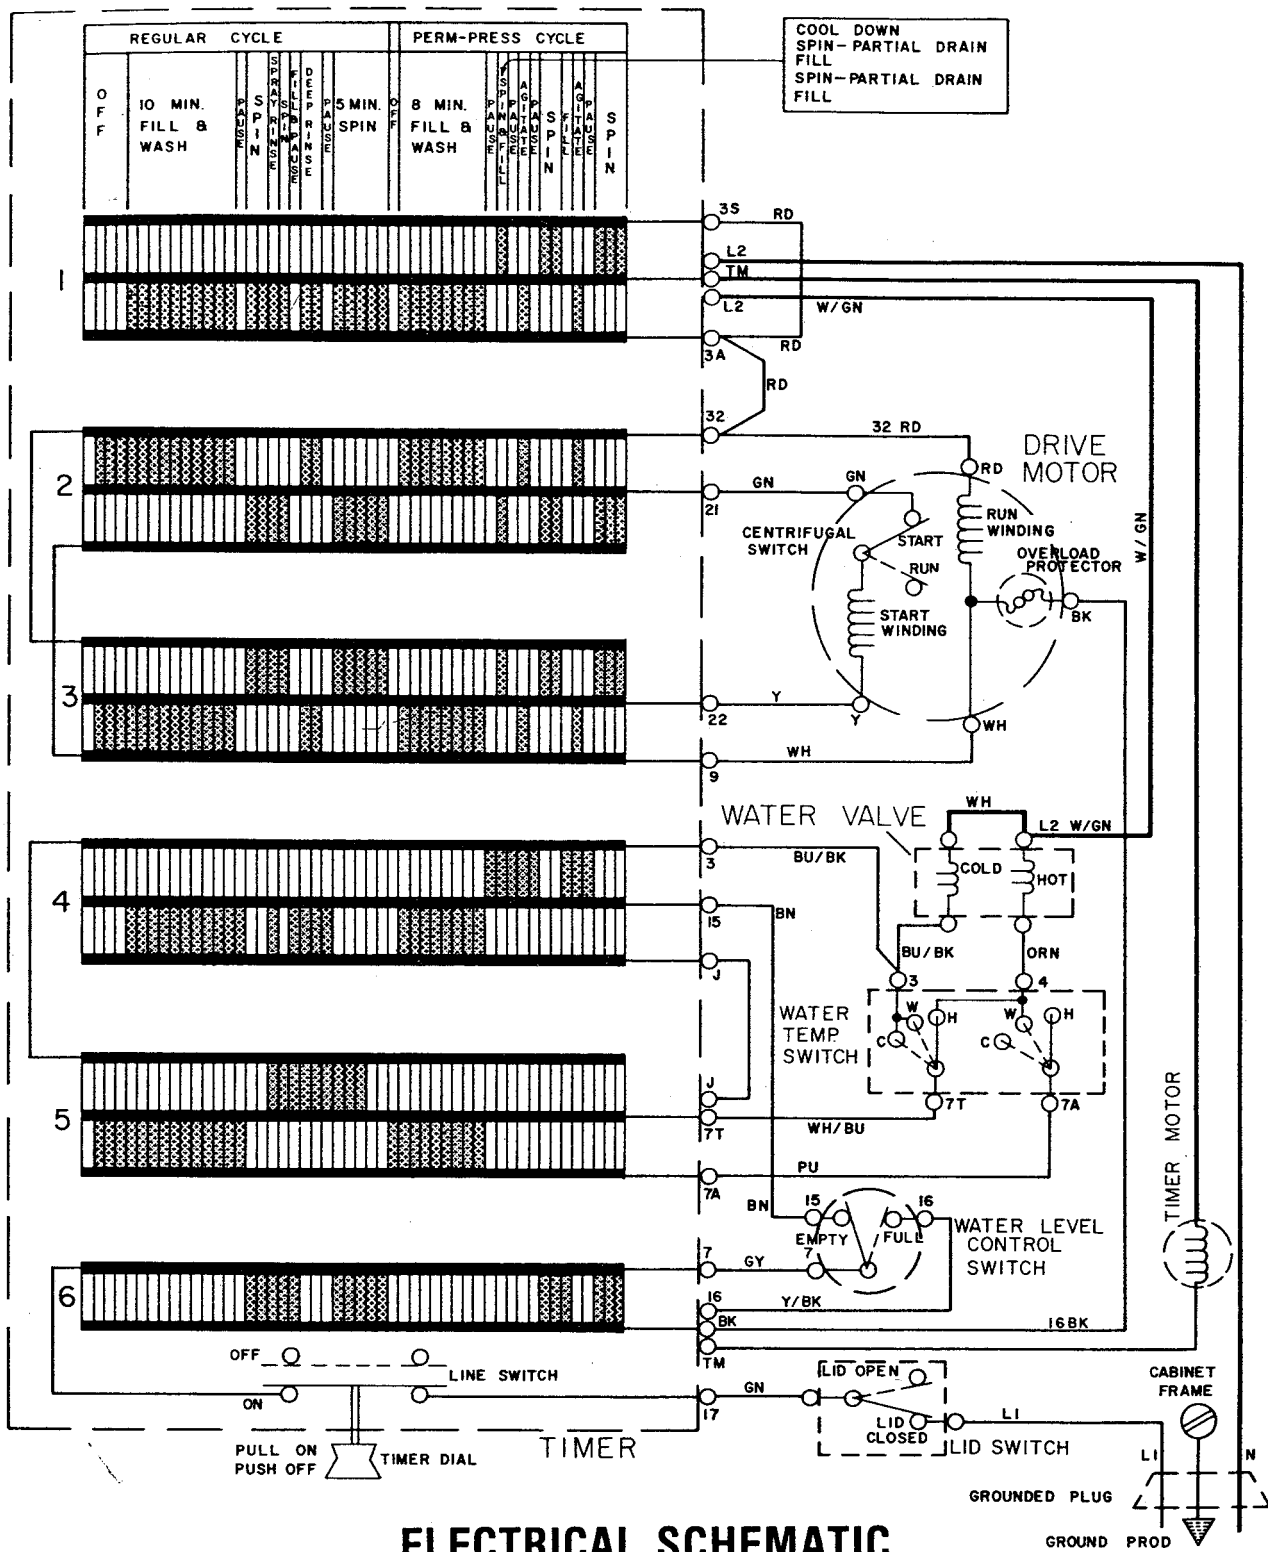 REGULAR CYCLE
PERM-PRESS CYCLE
COOL DOWN
SPIN-PARTIAL DRAIN
FILL
SPIN-PARTIAL DRAIN
FILL
OFF
10 MIN.
FILL &
WASH
PAUSE
SPIN
SPRAY RINSE
SPIN
FILL & PAUSE
DEEP RINSE
PAUSE
5 MIN.
SPIN
OFF
8 MIN.
FILL &
WASH
PAUSE
SPIN & FILL
PAUSE
AGITATE
PAUSE
SPIN
FILL
AGITATE
PAUSE
SPIN
1
3S
RD
L2
TM
L2
W/GN
3A
RD
RD
2
32
32 RD
21
GN
GN
RD
DRIVE
MOTOR
RUN
WINDING
CENTRIFUGAL
SWITCH
START
RUN
OVERLOAD
PROTECTOR
W/GN
START
WINDING
BK
3
22
Y
Y
WH
9
WH
WATER VALVE
WH
L2 W/GN
4
3
BU/BK
COLD
HOT
15
BN
BU/BK
ORN
J
3
4
WATER
TEMP.
SWITCH
W
H
C
W
H
C
5
J
7T
WH/BU
7T
7A
7A
PU
TIMER MOTOR
BN
15
16
EMPTY
FULL
WATER LEVEL
CONTROL
SWITCH
6
7
GY
7
16
Y/BK
BK
16BK
TM
OFF
LINE SWITCH
ON
17
GN
LID OPEN
LID
CLOSED
L1
LID SWITCH
CABINET
FRAME
PULL ON
PUSH OFF
TIMER DIAL
TIMER
L1
N
GROUNDED PLUG
GROUND PROD
ELECTRICAL SCHEMATIC